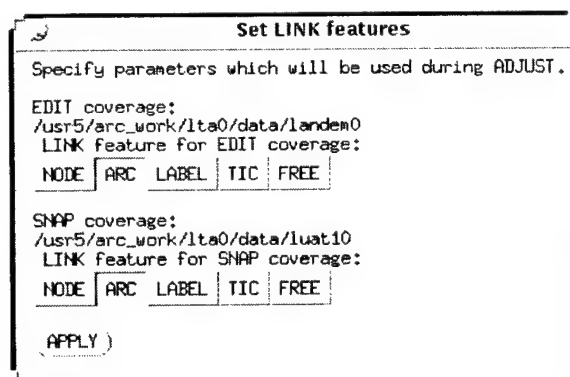 Set LINK features
Specify parameters which will be used during ADJUST.
EDIT coverage:
/usr5/arc_work/lta0/data/landem0
LINK feature for EDIT coverage:
NODE ARC LABEL TIC FREE
SNAP coverage:
/usr5/arc_work/lta0/data/luat10
LINK feature for SNAP coverage:
NODE ARC LABEL TIC FREE
APPLY